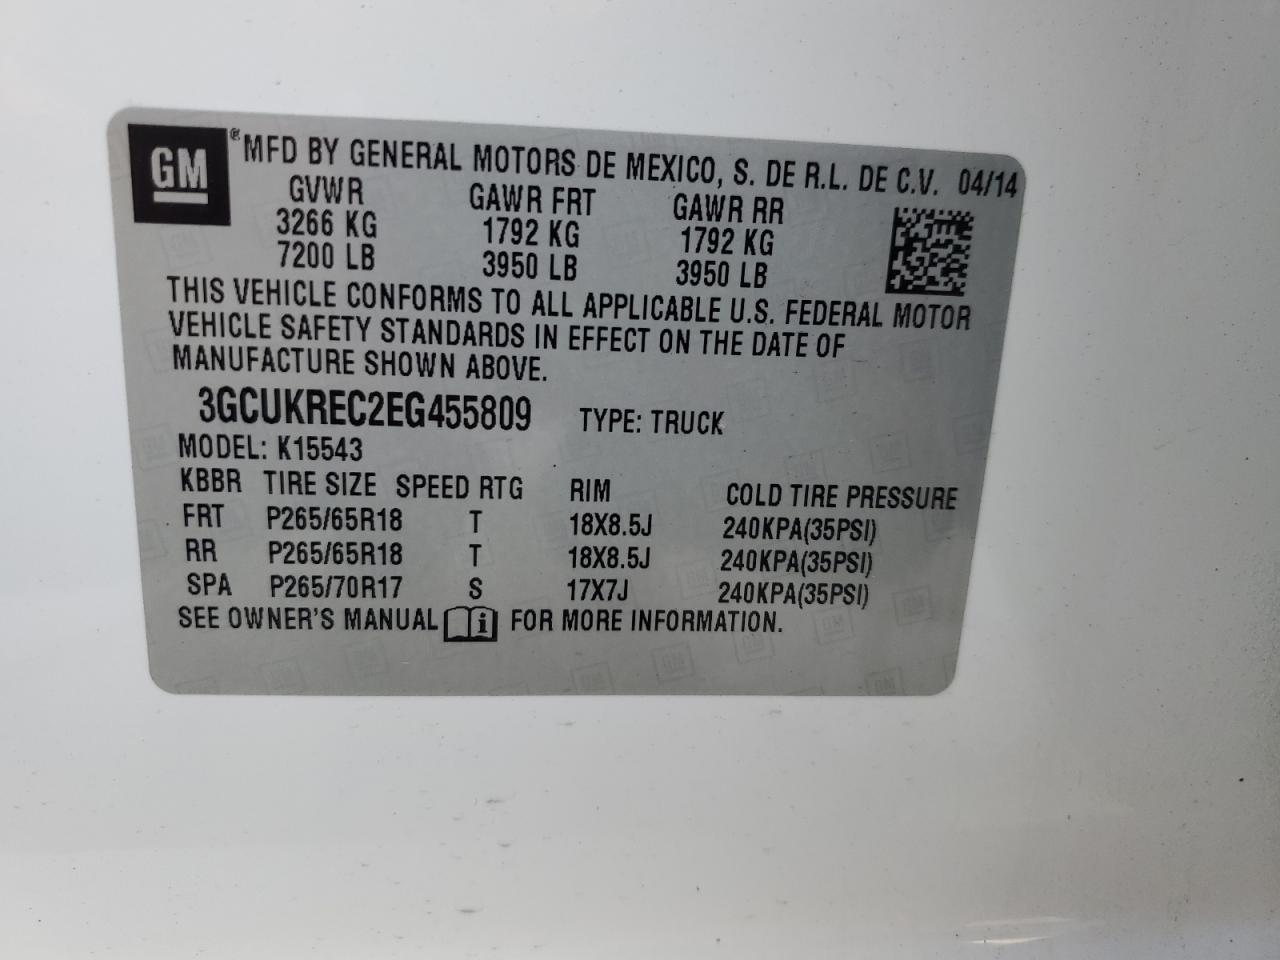 GM ® MFD BY GENERAL MOTORS DE MEXICO, S. DE R.L. DE C.V. 04/14
GVWR GAWR FRT GAWR RR
3266 KG 1792 KG 1792 KG
7200 LB 3950 LB 3950 LB
THIS VEHICLE CONFORMS TO ALL APPLICABLE U.S. FEDERAL MOTOR
VEHICLE SAFETY STANDARDS IN EFFECT ON THE DATE OF
MANUFACTURE SHOWN ABOVE.
3GCUKREC2EG455809 TYPE: TRUCK
MODEL: K15543
KBBR TIRE SIZE SPEED RTG RIM COLD TIRE PRESSURE
FRT P265/65R18 T 18X8.5J 240KPA(35PSI)
RR P265/65R18 T 18X8.5J 240KPA(35PSI)
SPA P265/70R17 S 17X7J 240KPA(35PSI)
SEE OWNER'S MANUAL i FOR MORE INFORMATION.